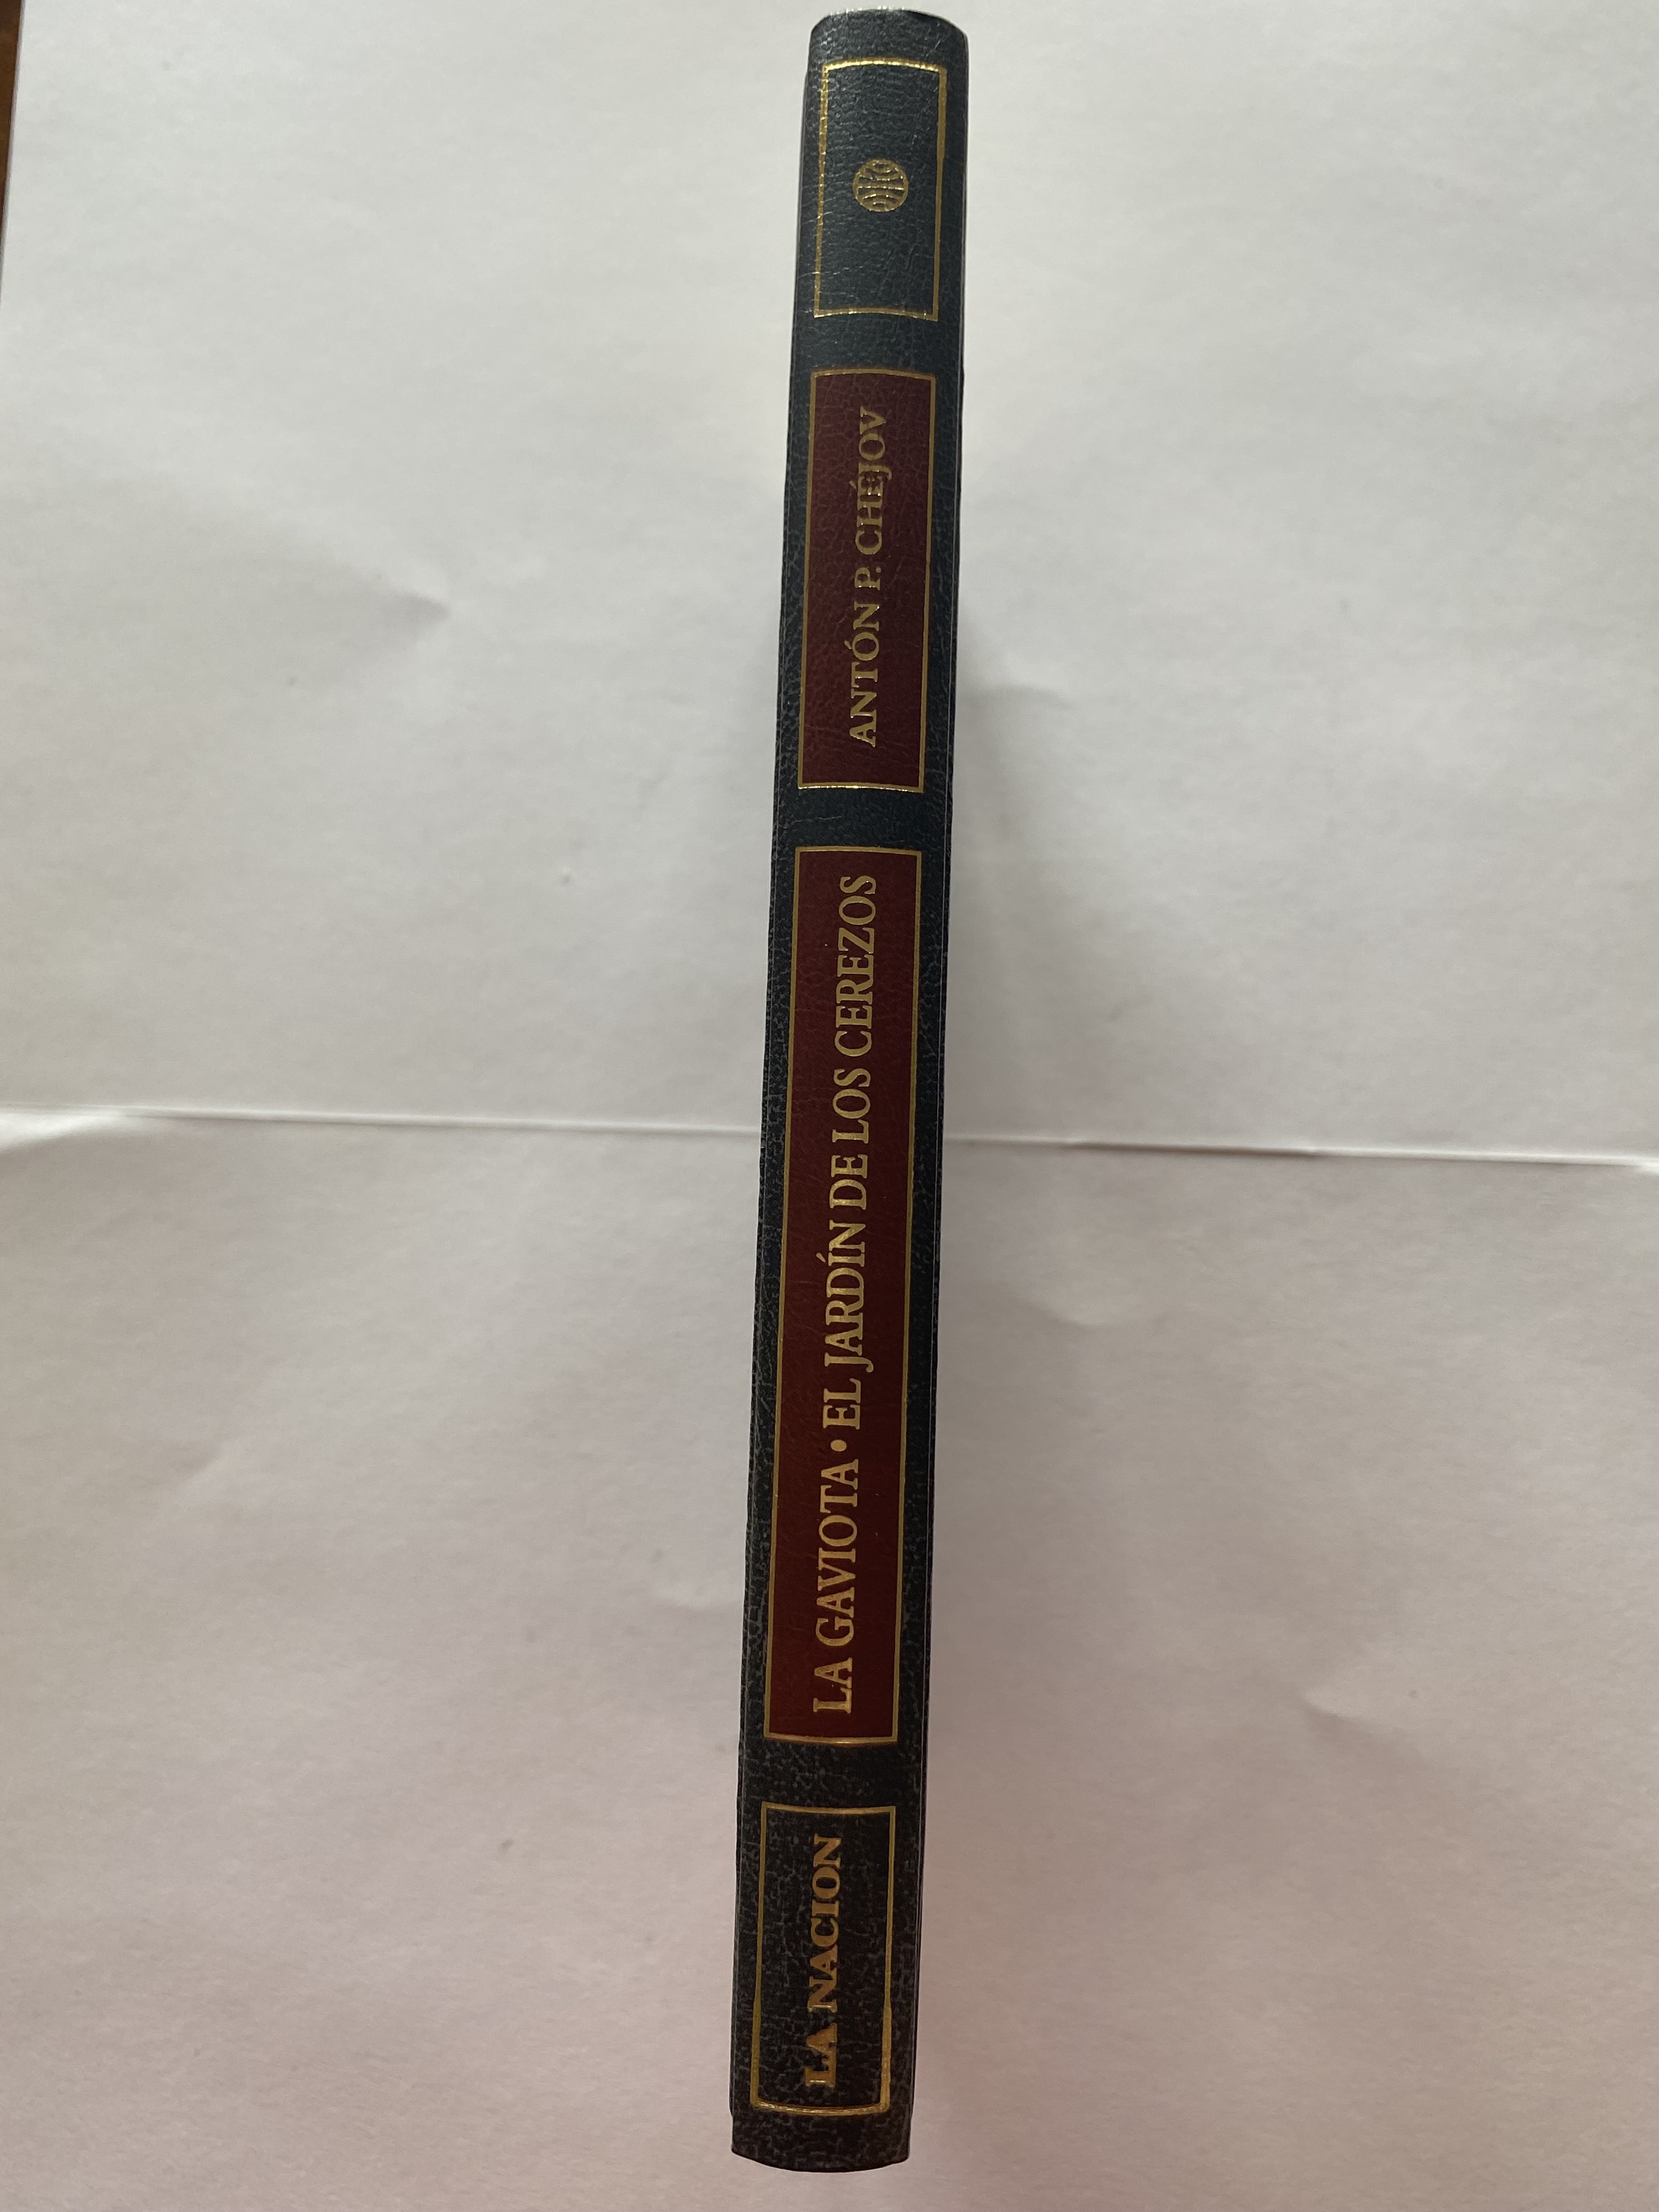 LA NACION
LA GAVIOTA • EL JARDÍN DE LOS CEREZOS
ANTÓN P. CHÉJOV